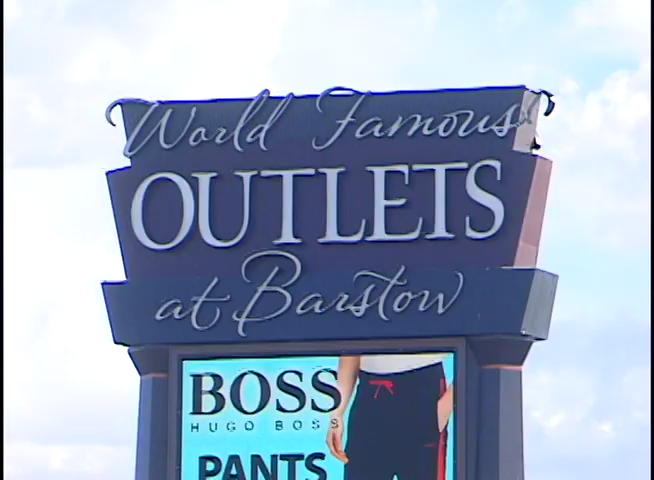 World Famous
OUTLETS
at Barstow
BOSS
HUGO BOSS
PANTS